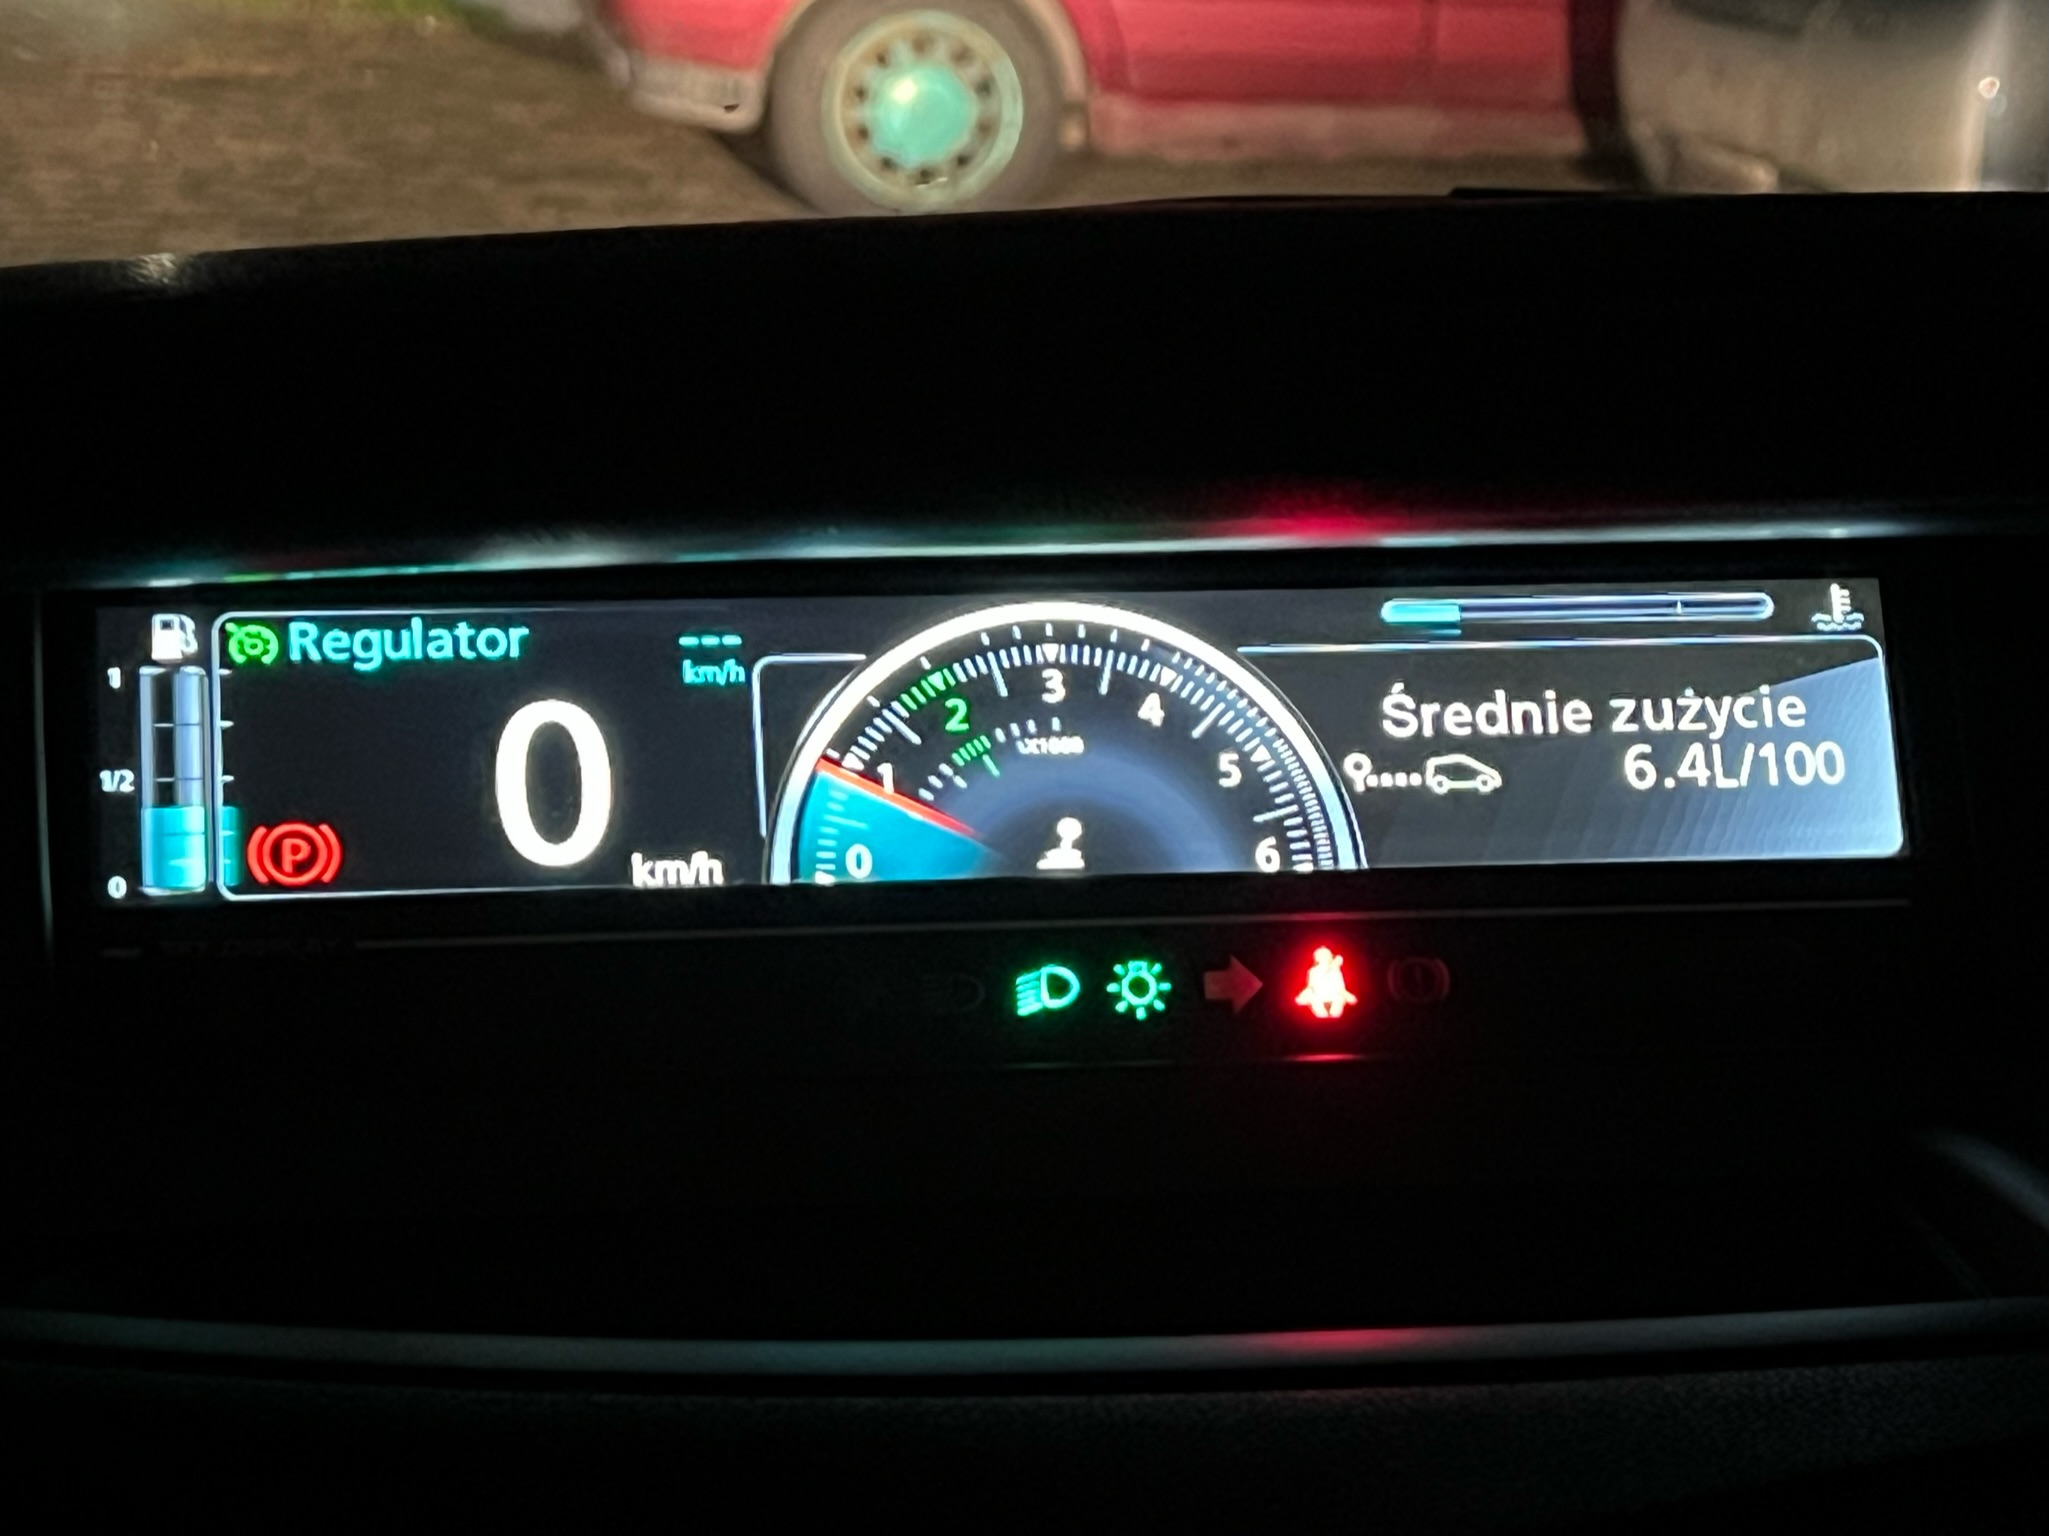 Regulator
---
km/h
1
1/2
0
0
km/h
0
1
2
3
4
5
6
Średnie zużycie
6.4L/100